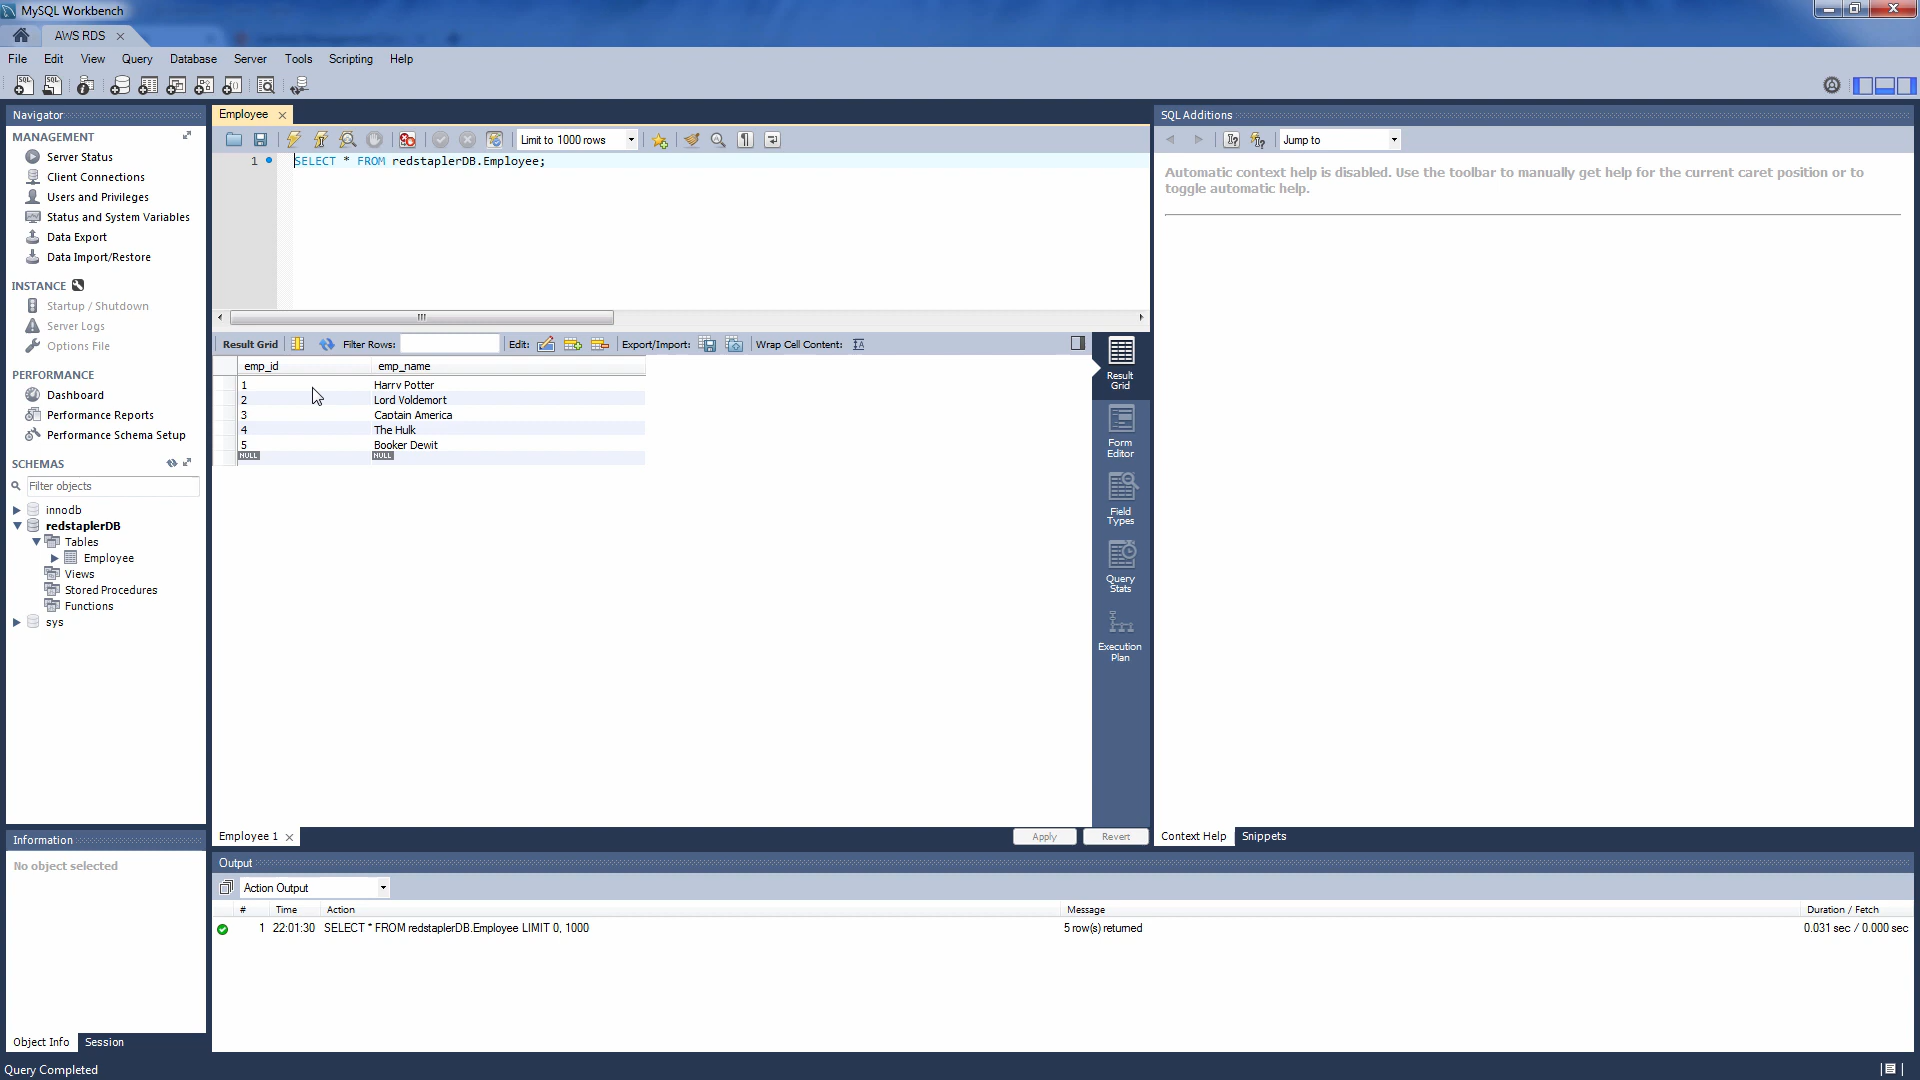 MySQL Workbench
AWS RDS
File Edit View Query Database Server Tools Scripting Help
Navigator
MANAGEMENT
Server Status
Client Connections
Users and Privileges
Status and System Variables
Data Export
Data Import/Restore
INSTANCE
Startup / Shutdown
Server Logs
Options File
PERFORMANCE
Dashboard
Performance Reports
Performance Schema Setup
SCHEMAS
Filter objects
innodb
redstaplerDB
Tables
Employee
Views
Stored Procedures
Functions
sys
Information
No object selected
Object Info Session
Employee
Limit to 1000 rows
1 SELECT * FROM redstaplerDB.Employee;
Result Grid Filter Rows: Edit: Export/Import: Wrap Cell Content:
emp_id emp_name
1 Harry Potter
2 Lord Voldemort
3 Captain America
4 The Hulk
5 Booker Dewit
NULL NULL
Result
Grid
Form
Editor
Field
Types
Query
Stats
Execution
Plan
Employee 1 Apply Revert
SQL Additions
Jump to
Automatic context help is disabled. Use the toolbar to manually get help for the current caret position or to
toggle automatic help.
Context Help Snippets
Output
Action Output
# Time Action Message Duration / Fetch
1 22:01:30 SELECT * FROM redstaplerDB.Employee LIMIT 0, 1000 5 row(s) returned 0.031 sec / 0.000 sec
Query Completed